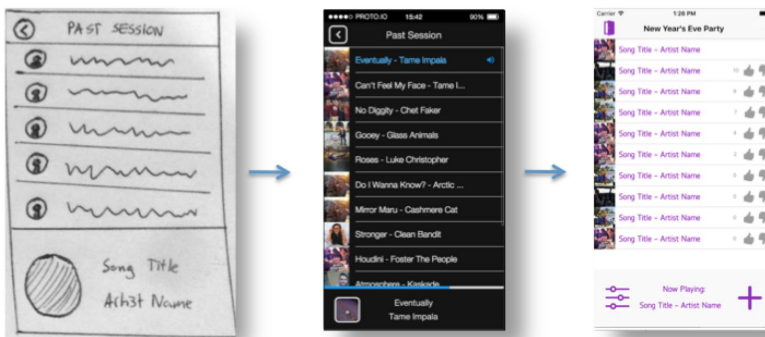 PAST SESSION
Song Title
Artist Name
PROTO.IO 15:42 90%
Past Session
Eventually - Tame Impala
Can't Feel My Face - Tame I...
No Diggity - Chet Faker
Gooey - Glass Animals
Roses - Luke Christopher
Do I Wanna Know? - Arctic ...
Mirror Maru - Cashmere Cat
Stronger - Clean Bandit
Houdini - Foster The People
Atmosphere - Kaskade
Eventually
Tame Impala
Carrier 1:26 PM
New Year's Eve Party
Song Title - Artist Name
Song Title - Artist Name
Song Title - Artist Name
Song Title - Artist Name
Song Title - Artist Name
Song Title - Artist Name
Song Title - Artist Name
Song Title - Artist Name
Song Title - Artist Name
Song Title - Artist Name
Now Playing:
Song Title - Artist Name